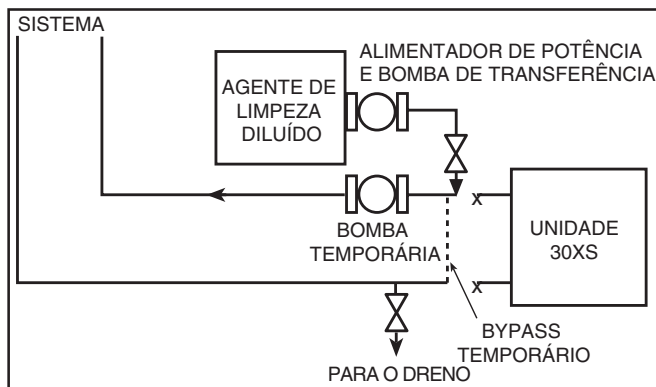 SISTEMA
ALIMENTADOR DE POTÊNCIA
E BOMBA DE TRANSFERÊNCIA
AGENTE DE
LIMPEZA
DILUÍDO
X
UNIDADE
30XS
BOMBA
TEMPORÁRIA
X
BYPASS
TEMPORÁRIO
PARA O DRENO